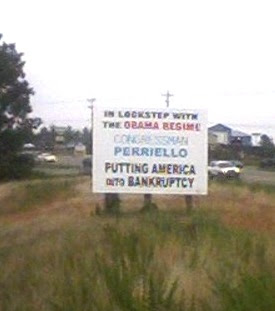 IN LOCKSTEP WITH
THE OBAMA REGIME
CONGRESSMAN
PERRIELLO
PUTTING AMERICA
INTO BANKRUPTCY